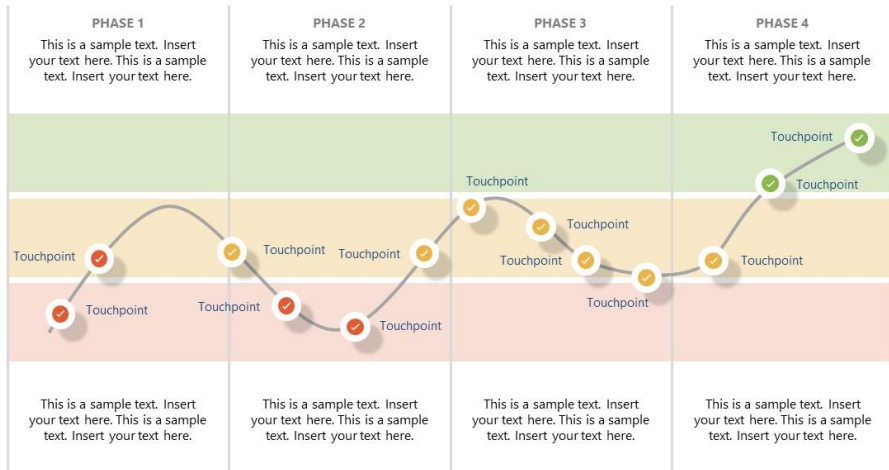 PHASE 1
This is a sample text. Insert
your text here. This is a sample
text. Insert your text here.
PHASE 2
This is a sample text. Insert
your text here. This is a sample
text. Insert your text here.
PHASE 3
This is a sample text. Insert
your text here. This is a sample
text. Insert your text here.
PHASE 4
This is a sample text. Insert
your text here. This is a sample
text. Insert your text here.
Touchpoint
Touchpoint
Touchpoint
Touchpoint
Touchpoint
Touchpoint
Touchpoint
Touchpoint
Touchpoint
Touchpoint
Touchpoint
Touchpoint
Touchpoint
Touchpoint
This is a sample text. Insert
your text here. This is a sample
text. Insert your text here.
This is a sample text. Insert
your text here. This is a sample
text. Insert your text here.
This is a sample text. Insert
your text here. This is a sample
text. Insert your text here.
This is a sample text. Insert
your text here. This is a sample
text. Insert your text here.